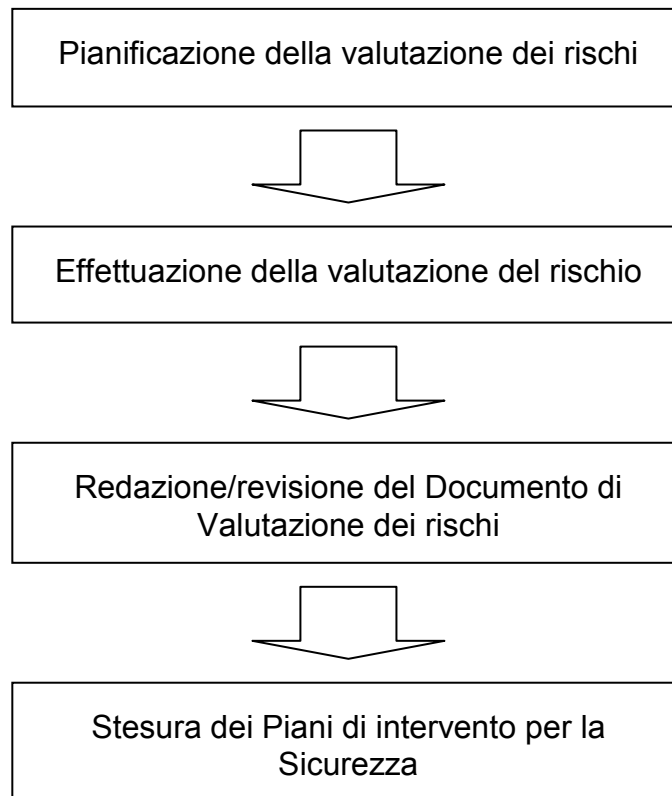 Pianificazione della valutazione dei rischi
Effettuazione della valutazione del rischio
Redazione/revisione del Documento di
Valutazione dei rischi
Stesura dei Piani di intervento per la
Sicurezza